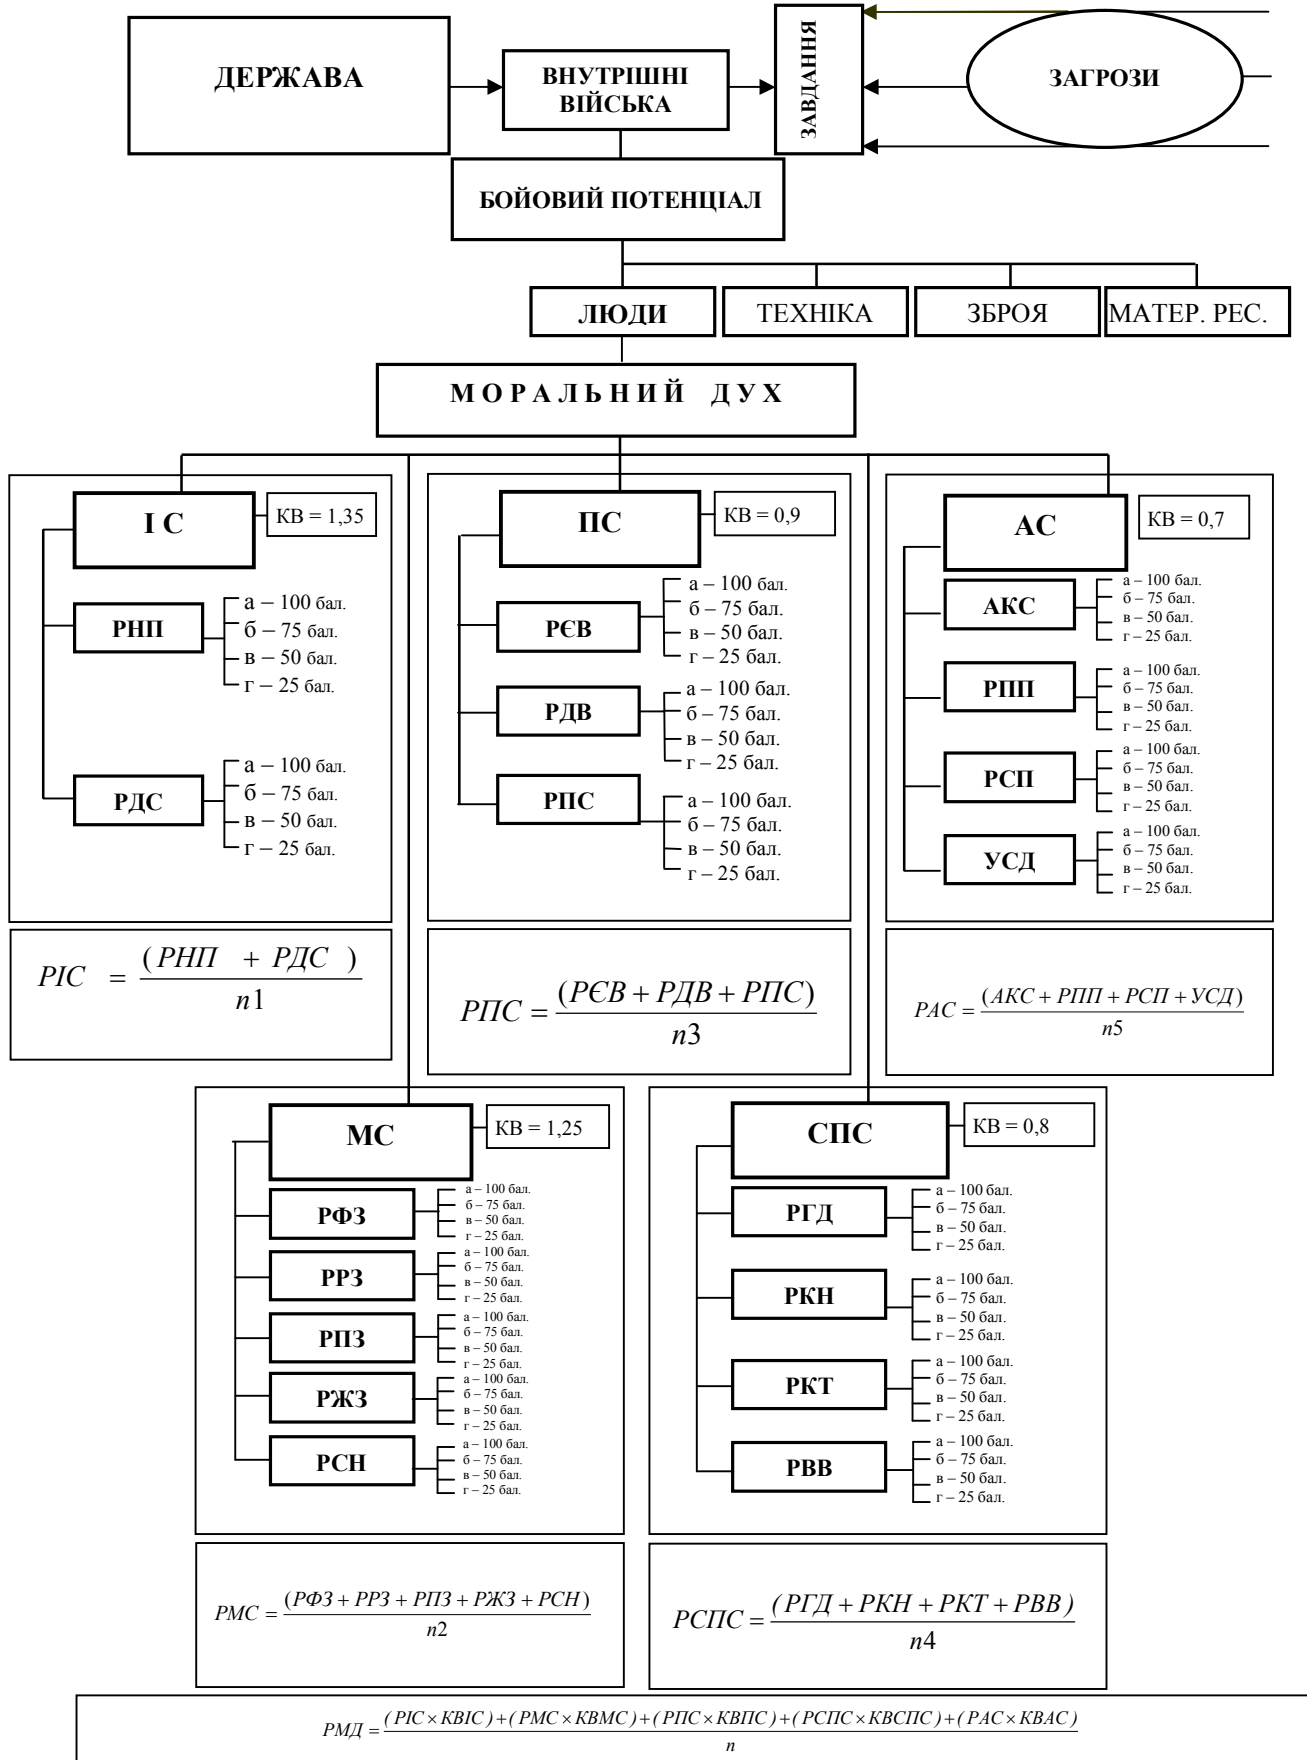 ДЕРЖАВА
ВНУТРІШНІ
ВІЙСЬКА
ЗАВДАННЯ
ЗАГРОЗИ
БОЙОВИЙ ПОТЕНЦІАЛ
ЛЮДИ
ТЕХНІКА
ЗБРОЯ
МАТЕР. РЕС.
МОРАЛЬНИЙ ДУХ
І С
КВ = 1,35
РНП
а – 100 бал.
б – 75 бал.
в – 50 бал.
г – 25 бал.
РДС
а – 100 бал.
б – 75 бал.
в – 50 бал.
г – 25 бал.
РІС = (РНП + РДС) / n1
ПС
КВ = 0,9
РЄВ
а – 100 бал.
б – 75 бал.
в – 50 бал.
г – 25 бал.
РДВ
а – 100 бал.
б – 75 бал.
в – 50 бал.
г – 25 бал.
РПС
а – 100 бал.
б – 75 бал.
в – 50 бал.
г – 25 бал.
РПС = (РЄВ + РДВ + РПС) / n3
АС
КВ = 0,7
АКС
а – 100 бал.
б – 75 бал.
в – 50 бал.
г – 25 бал.
РПП
а – 100 бал.
б – 75 бал.
в – 50 бал.
г – 25 бал.
РСП
а – 100 бал.
б – 75 бал.
в – 50 бал.
г – 25 бал.
УСД
а – 100 бал.
б – 75 бал.
в – 50 бал.
г – 25 бал.
РАС = (АКС + РПП + РСП + УСД) / n5
МС
КВ = 1,25
РФЗ
а – 100 бал.
б – 75 бал.
в – 50 бал.
г – 25 бал.
РРЗ
а – 100 бал.
б – 75 бал.
в – 50 бал.
г – 25 бал.
РПЗ
а – 100 бал.
б – 75 бал.
в – 50 бал.
г – 25 бал.
РЖЗ
а – 100 бал.
б – 75 бал.
в – 50 бал.
г – 25 бал.
РСН
а – 100 бал.
б – 75 бал.
в – 50 бал.
г – 25 бал.
РМС = (РФЗ + РРЗ + РПЗ + РЖЗ + РСН) / n2
СПС
КВ = 0,8
РГД
а – 100 бал.
б – 75 бал.
в – 50 бал.
г – 25 бал.
РКН
а – 100 бал.
б – 75 бал.
в – 50 бал.
г – 25 бал.
РКТ
а – 100 бал.
б – 75 бал.
в – 50 бал.
г – 25 бал.
РВВ
а – 100 бал.
б – 75 бал.
в – 50 бал.
г – 25 бал.
РСПС = (РГД + РКН + РКТ + РВВ) / n4
РМД = (РІС × КВІС) + (РМС × КВМС) + (РПС × КВПС) + (РСПС × КВСПС) + (РАС × КВАС) / n